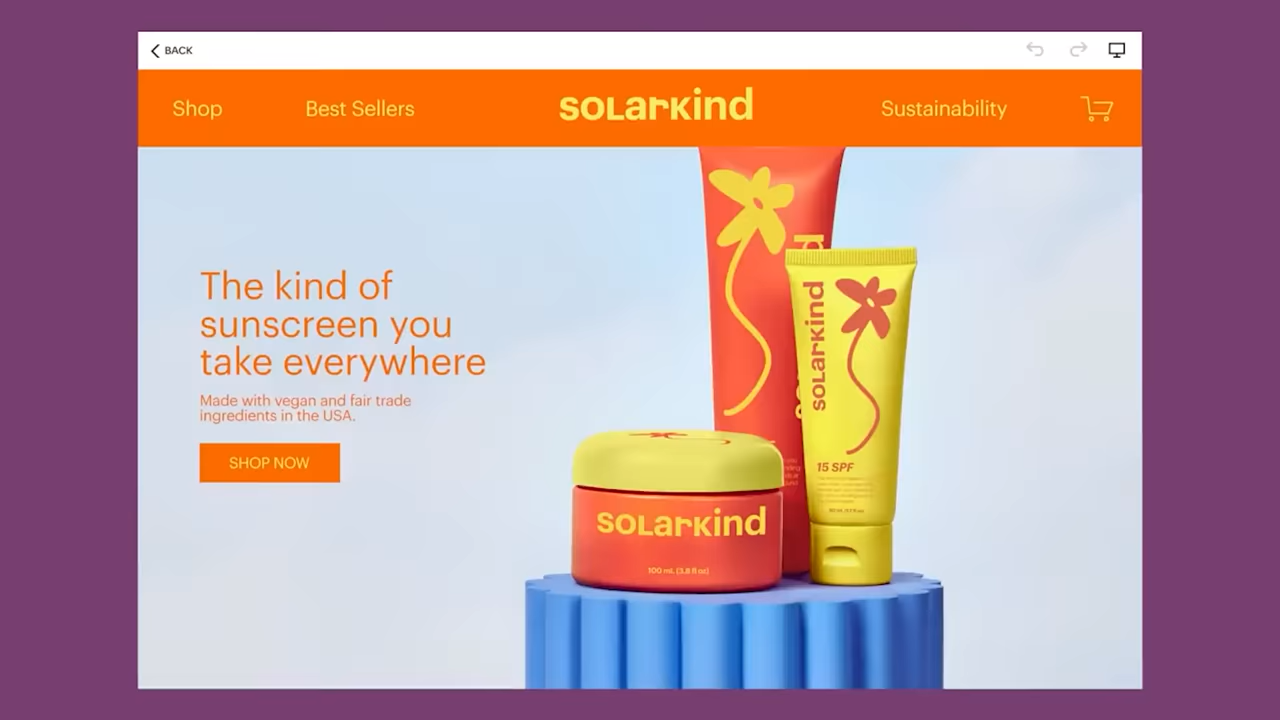 BACK
Shop
Best Sellers
solarkind
Sustainability
The kind of
sunscreen you
take everywhere
Made with vegan and fair trade
ingredients in the USA.
SHOP NOW
solarkind
15 SPF
solarkind
100 mL (3.8 fl oz)